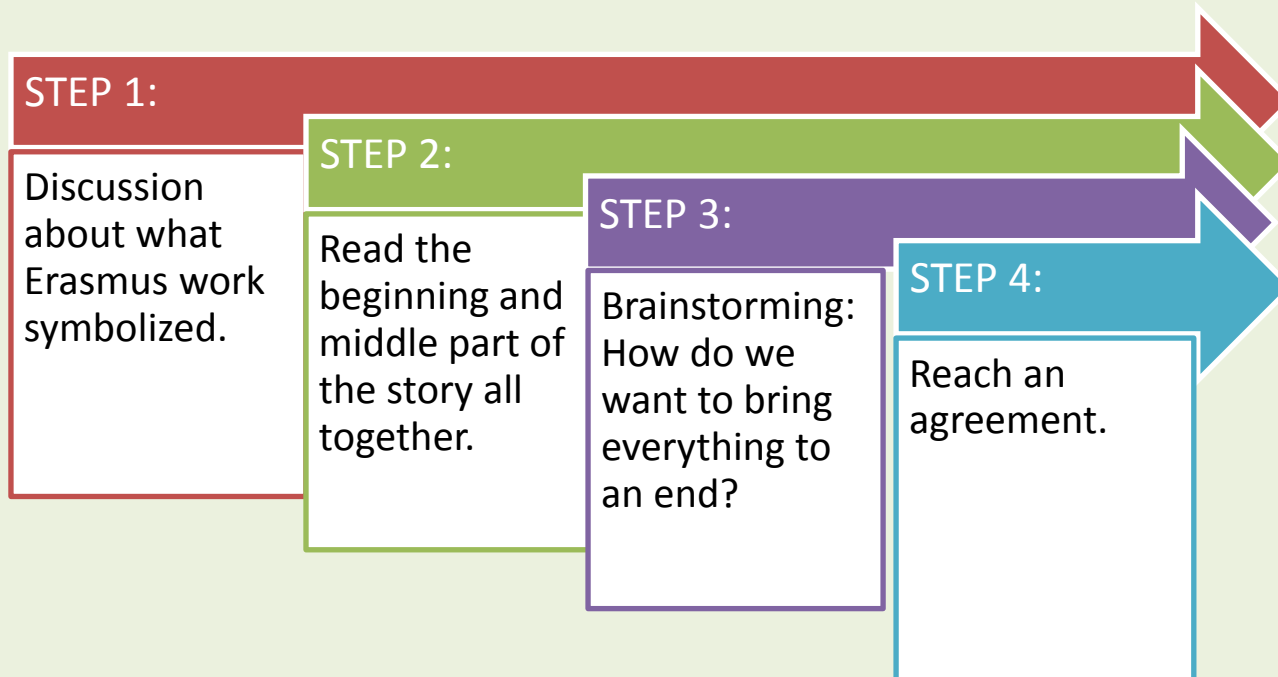 STEP 1:
Discussion
about what
Erasmus work
symbolized.
STEP 2:
Read the
beginning and
middle part of
the story all
together.
STEP 3:
Brainstorming:
How do we
want to bring
everything to
an end?
STEP 4:
Reach an
agreement.